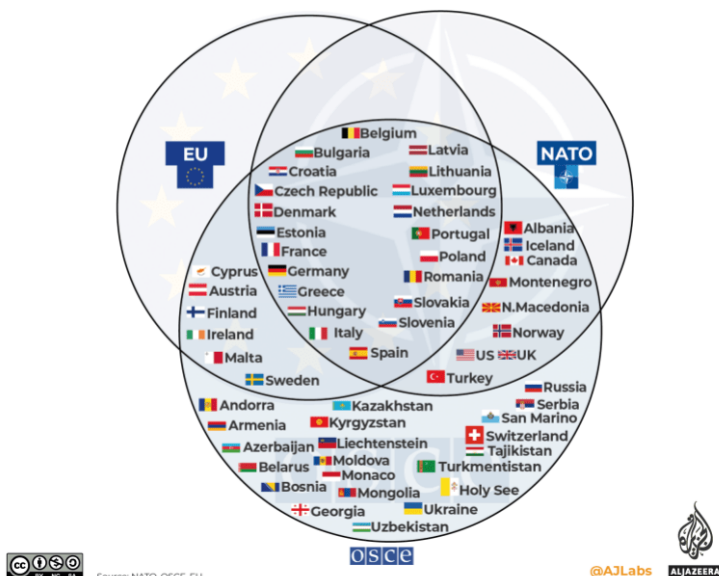 Belgium
EU
Bulgaria
Latvia
NATO
Croatia
Lithuania
Czech Republic
Luxembourg
Denmark
Netherlands
Estonia
Portugal
Albania
France
Iceland
Poland
Canada
Cyprus
Germany
Romania
Montenegro
Austria
Greece
Slovakia
N.Macedonia
Finland
Hungary
Slovenia
Norway
Ireland
Italy
Malta
Spain
US UK
Sweden
Turkey
Russia
Andorra
Kazakhstan
Serbia
Armenia
Kyrgyzstan
San Marino
Azerbaijan
Liechtenstein
Switzerland
Tajikistan
Belarus
Moldova
Turkmentistan
Monaco
Bosnia
Mongolia
Holy See
Georgia
Ukraine
Uzbekistan
osce
@AJLabs
ALJAZEERA